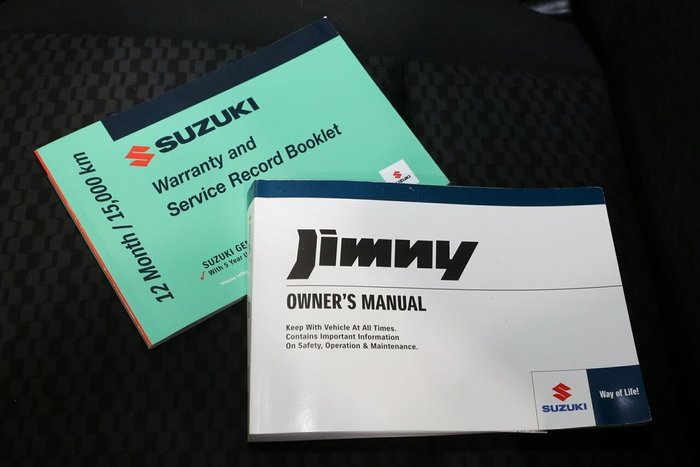 SUZUKI
Warranty and
Service Record Booklet
12 Month / 15,000 km
SUZUKI
With 5 Year
Jimny
OWNER'S MANUAL
Keep With Vehicle At All Times.
Contains Important Information
On Safety, Operation & Maintenance.
SUZUKI
Way of Life!